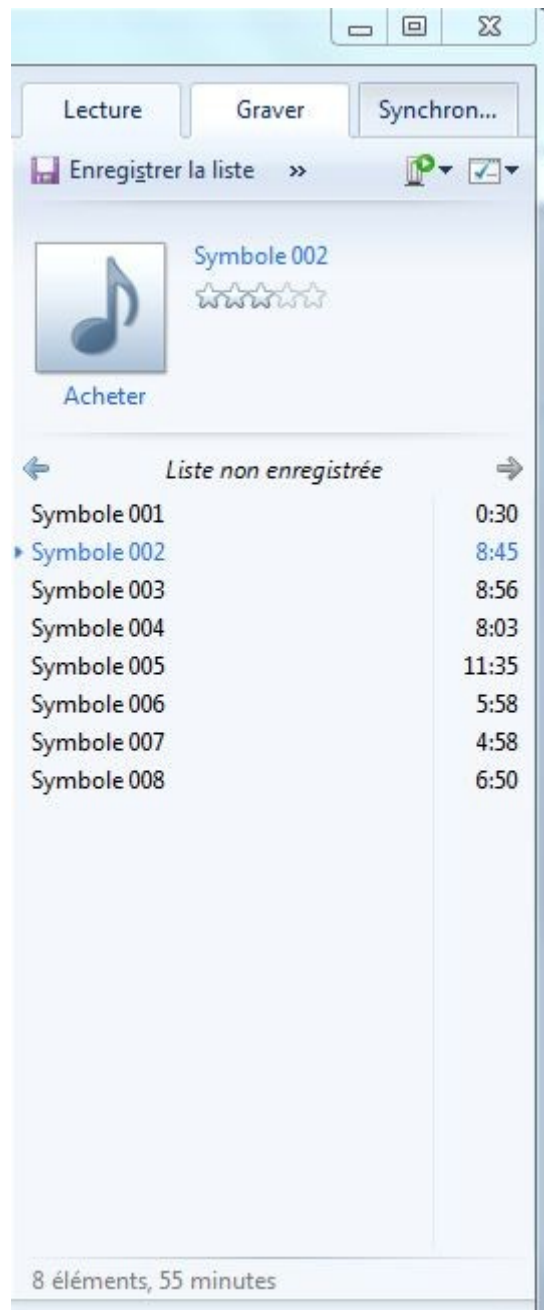 Lecture Graver Synchron...
Enregistrer la liste »
Symbole 002
Acheter
Liste non enregistrée
Symbole 001 0:30
Symbole 002 8:45
Symbole 003 8:56
Symbole 004 8:03
Symbole 005 11:35
Symbole 006 5:58
Symbole 007 4:58
Symbole 008 6:50
8 éléments, 55 minutes